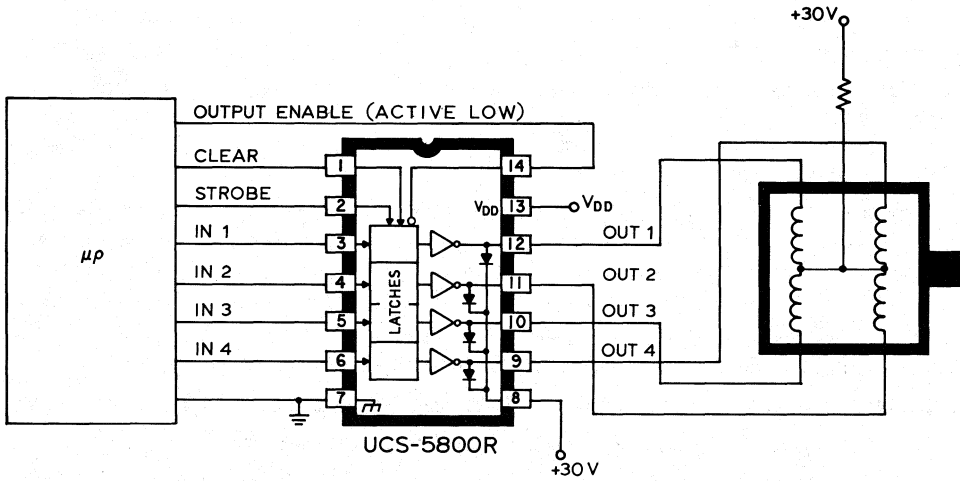 +30V
OUTPUT ENABLE (ACTIVE LOW)
CLEAR
1
14
STROBE
2
VDD
13
VDD
μp
IN 1
3
12
OUT 1
IN 2
4
LATCHES
11
OUT 2
IN 3
5
10
OUT 3
IN 4
6
9
OUT 4
7
8
UCS-5800R
+30V